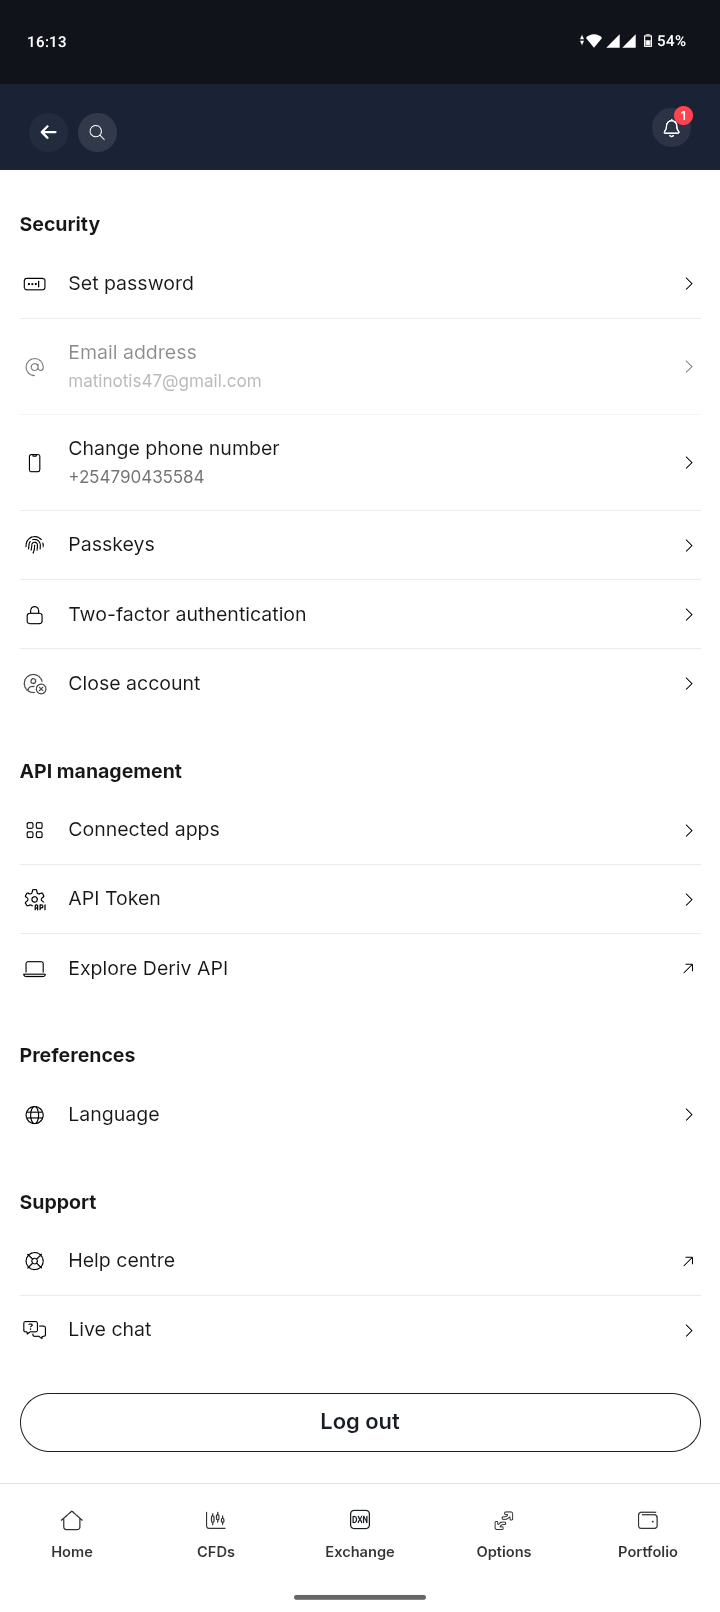 16:13
54%
1
Security
Set password
Email address
matinotis47@gmail.com
Change phone number
+254790435584
Passkeys
Two-factor authentication
Close account
API management
Connected apps
API
API Token
Explore Deriv API
Preferences
Language
Support
Help centre
?
Live chat
Log out
DXN
Home
CFDs
Exchange
Options
Portfolio